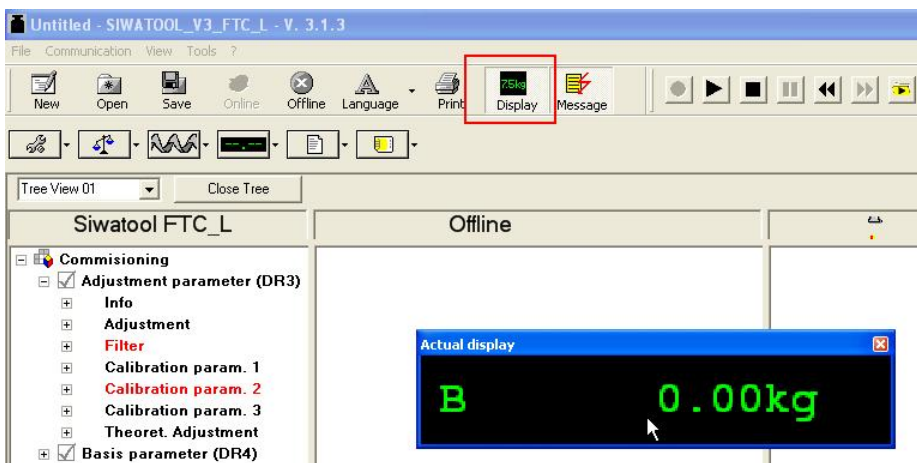 Untitled - SIWATOOL_V3_FTC_L - V. 3.1.3
File Communication View Tools ?
7.5kg
New Open Save Online Offline Language Print Display Message
Tree View 01 Close Tree
Siwatool FTC_L Offline
Commisioning
Adjustment parameter (DR3)
Info
Adjustment
Filter
Calibration param. 1
Calibration param. 2
Calibration param. 3
Theoret. Adjustment
Basis parameter (DR4)
Actual display
B 0.00kg